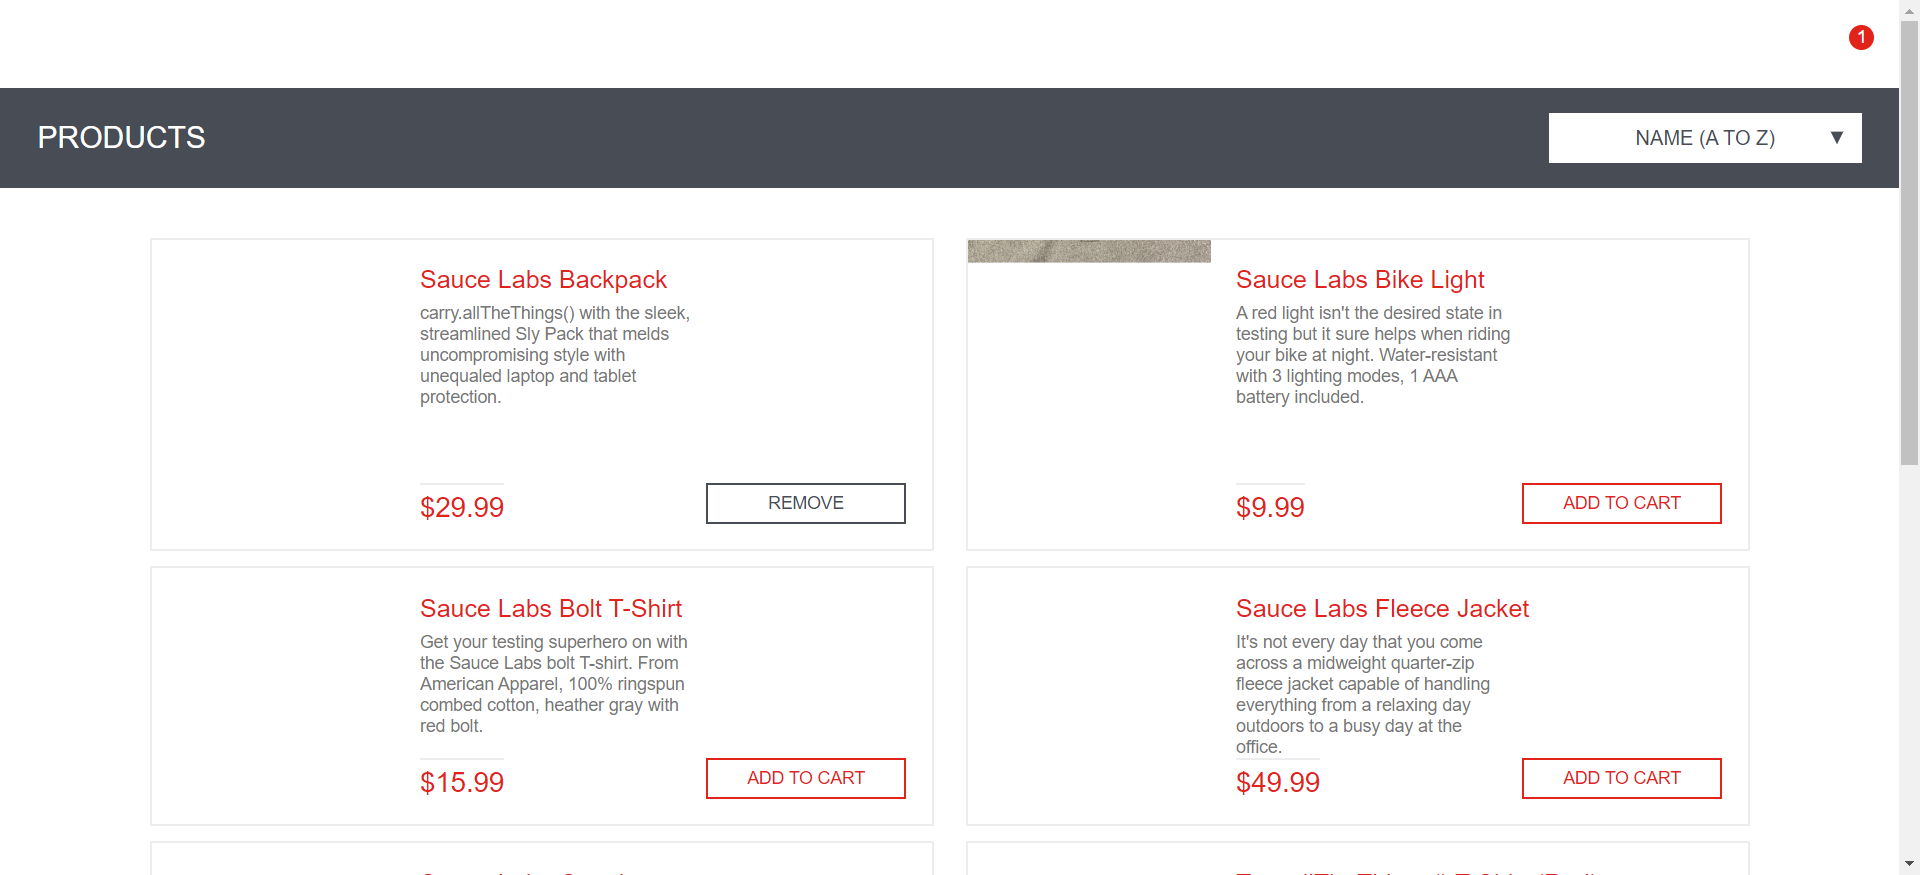 1
PRODUCTS
NAME (A TO Z)
Sauce Labs Backpack
carry.allTheThings() with the sleek,
streamlined Sly Pack that melds
uncompromising style with
unequaled laptop and tablet
protection.
$29.99
REMOVE
Sauce Labs Bike Light
A red light isn't the desired state in
testing but it sure helps when riding
your bike at night. Water-resistant
with 3 lighting modes, 1 AAA
battery included.
$9.99
ADD TO CART
Sauce Labs Bolt T-Shirt
Get your testing superhero on with
the Sauce Labs bolt T-shirt. From
American Apparel, 100% ringspun
combed cotton, heather gray with
red bolt.
$15.99
ADD TO CART
Sauce Labs Fleece Jacket
It's not every day that you come
across a midweight quarter-zip
fleece jacket capable of handling
everything from a relaxing day
outdoors to a busy day at the
office.
$49.99
ADD TO CART